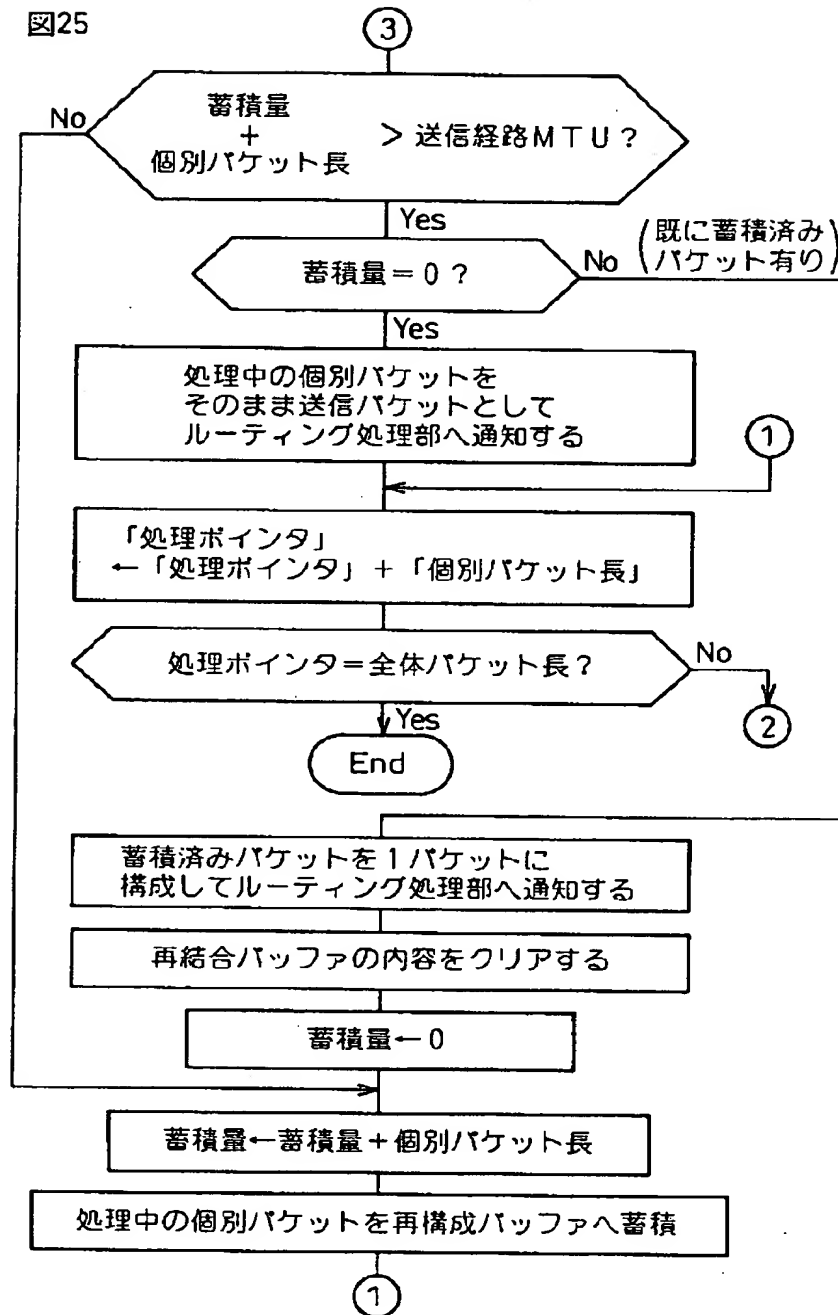 図25
③
蓄積量
+
個別パケット長
> 送信経路MTU?
No
Yes
蓄積量=0?
No
(既に蓄積済み
パケット有り)
Yes
処理中の個別パケットを
そのまま送信パケットとして
ルーティング処理部へ通知する
①
「処理ポインタ」
←「処理ポインタ」+「個別パケット長」
処理ポインタ=全体パケット長?
No
②
Yes
End
蓄積済みパケットを1パケットに
構成してルーティング処理部へ通知する
再結合バッファの内容をクリアする
蓄積量←0
蓄積量←蓄積量+個別パケット長
処理中の個別パケットを再構成バッファへ蓄積
①